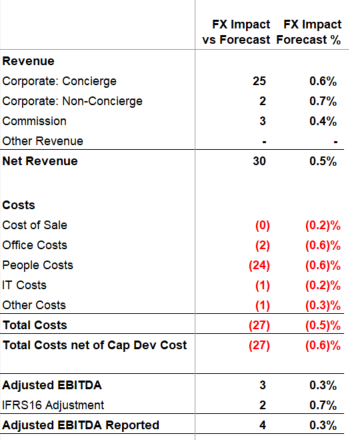 FX Impact FX Impact
vs Forecast Forecast %
Revenue
Corporate: Concierge 25 0.6%
Corporate: Non-Concierge 2 0.7%
Commission 3 0.4%
Other Revenue - -
Net Revenue 30 0.5%
Costs
Cost of Sale (0) (0.2)%
Office Costs (2) (0.6)%
People Costs (24) (0.6)%
IT Costs (1) (0.2)%
Other Costs (1) (0.3)%
Total Costs (27) (0.5)%
Total Costs net of Cap Dev Cost (27) (0.6)%
Adjusted EBITDA 3 0.3%
IFRS16 Adjustment 2 0.7%
Adjusted EBITDA Reported 4 0.3%